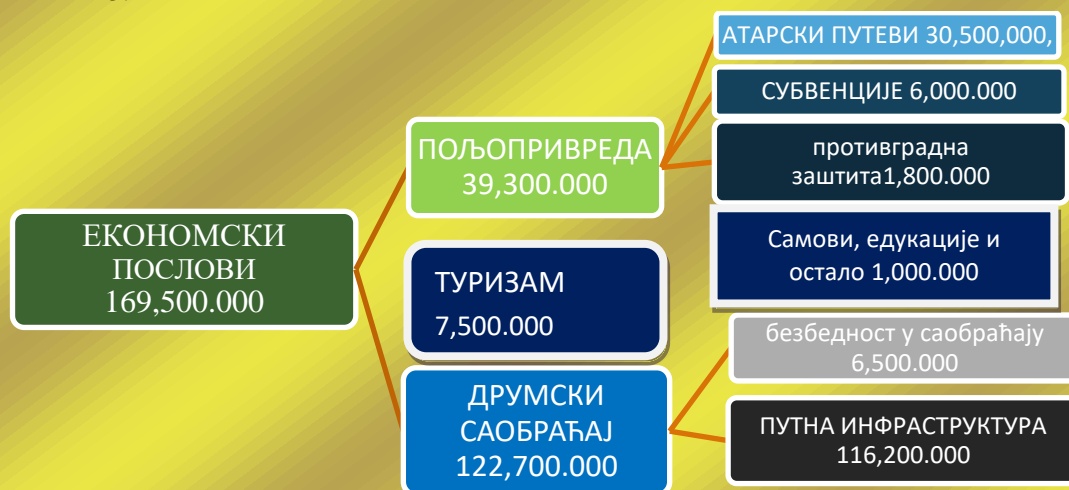 ЕКОНОМСКИ
ПОСЛОВИ
169,500.000
ПОЉОПРИВРЕДА
39,300.000
ТУРИЗАМ
7,500.000
ДРУМСКИ
САОБРАЋАЈ
122,700.000
АТАРСКИ ПУТЕВИ 30,500,000,
СУБВЕНЦИЈЕ 6,000.000
противградна
заштита1,800.000
Самови, едукације и
остало 1,000.000
безбедност у саобраћају
6,500.000
ПУТНА ИНФРАСТРУКТУРА
116,200.000